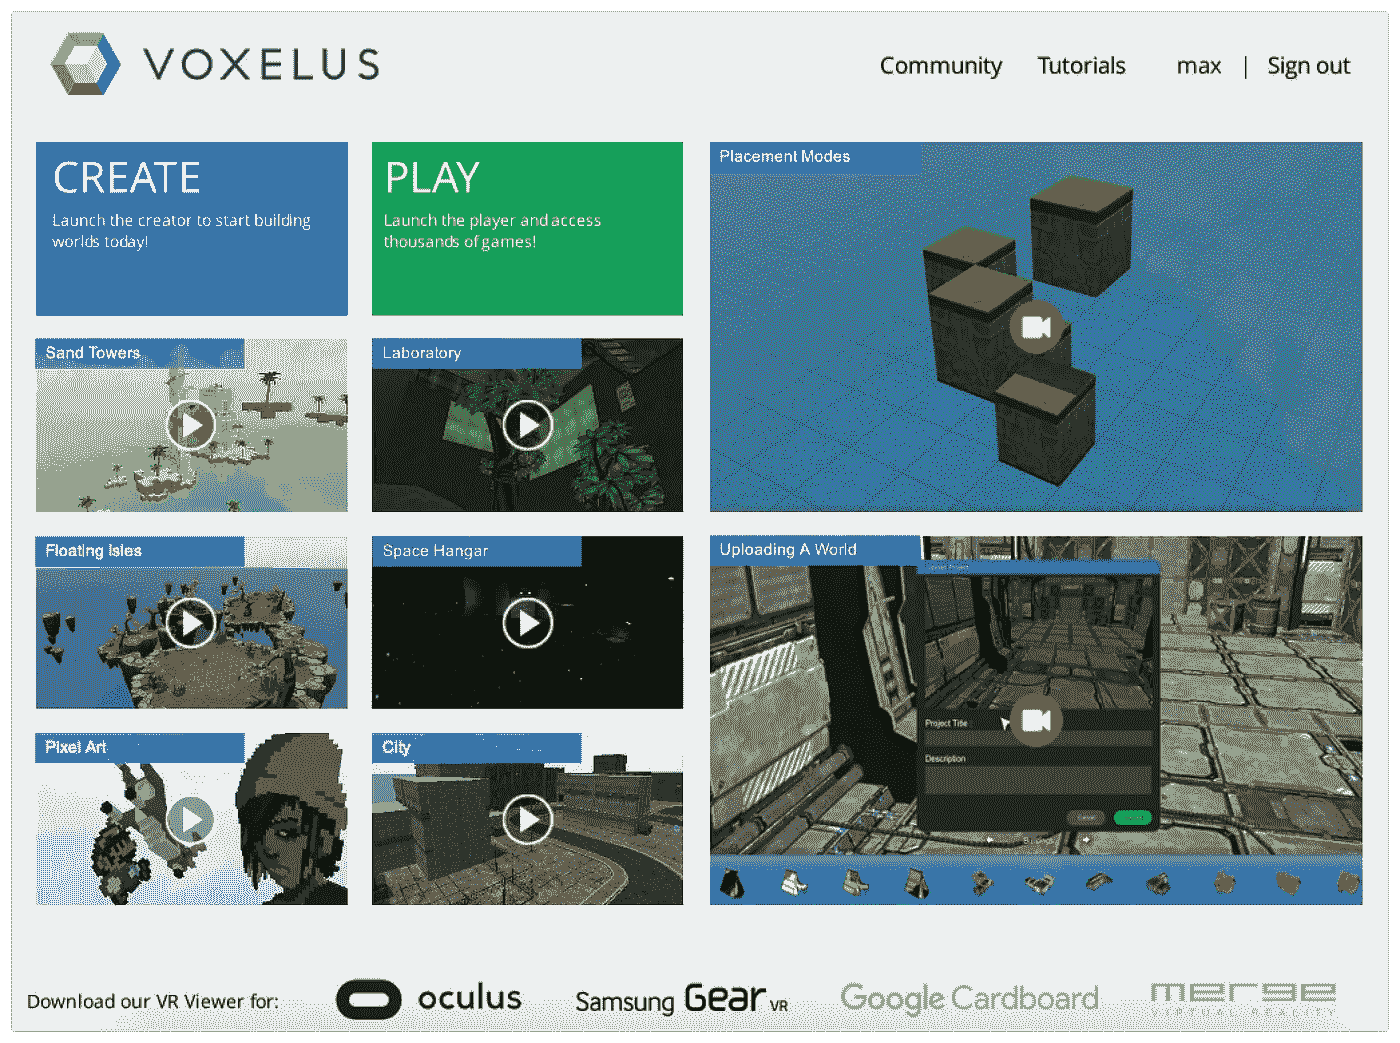 VOXELUS
Community Tutorials max | Sign out
CREATE
Launch the creator to start building
worlds today!
PLAY
Launch the player and access
thousands of games!
Placement Modes
Sand Towers
Laboratory
Floating Isles
Space Hangar
Uploading A World
Project Title
Description
Pixel Art
City
Download our VR Viewer for:
oculus
Samsung Gear VR
Google Cardboard
merge
VIRTUAL REALITY